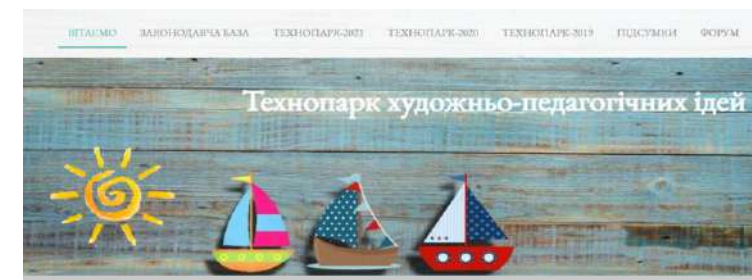 ВІТАЄМО ЗАКОНОДАВЧА БАЗА ТЕХНОПАРК-2021 ТЕХНОПАРК-2020 ТЕХНОПАРК-2019 ПІДСУМКИ ФОРУМ
Технопарк художньо-педагогічних ідей